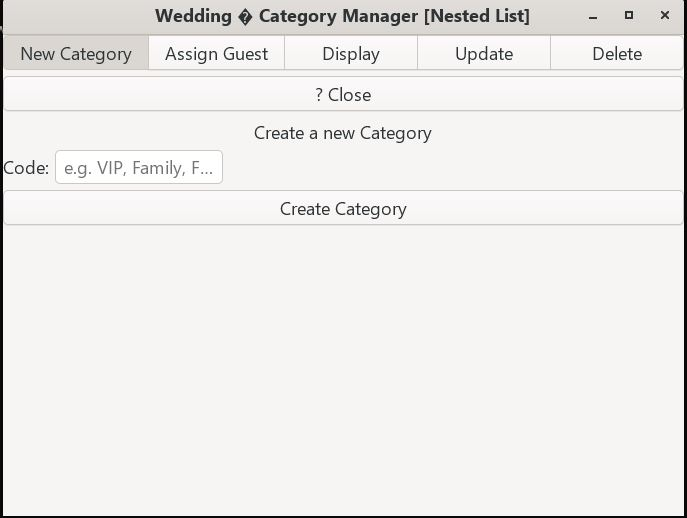 Wedding � Category Manager [Nested List]
New Category Assign Guest Display Update Delete
? Close
Create a new Category
Code: e.g. VIP, Family, F...
Create Category